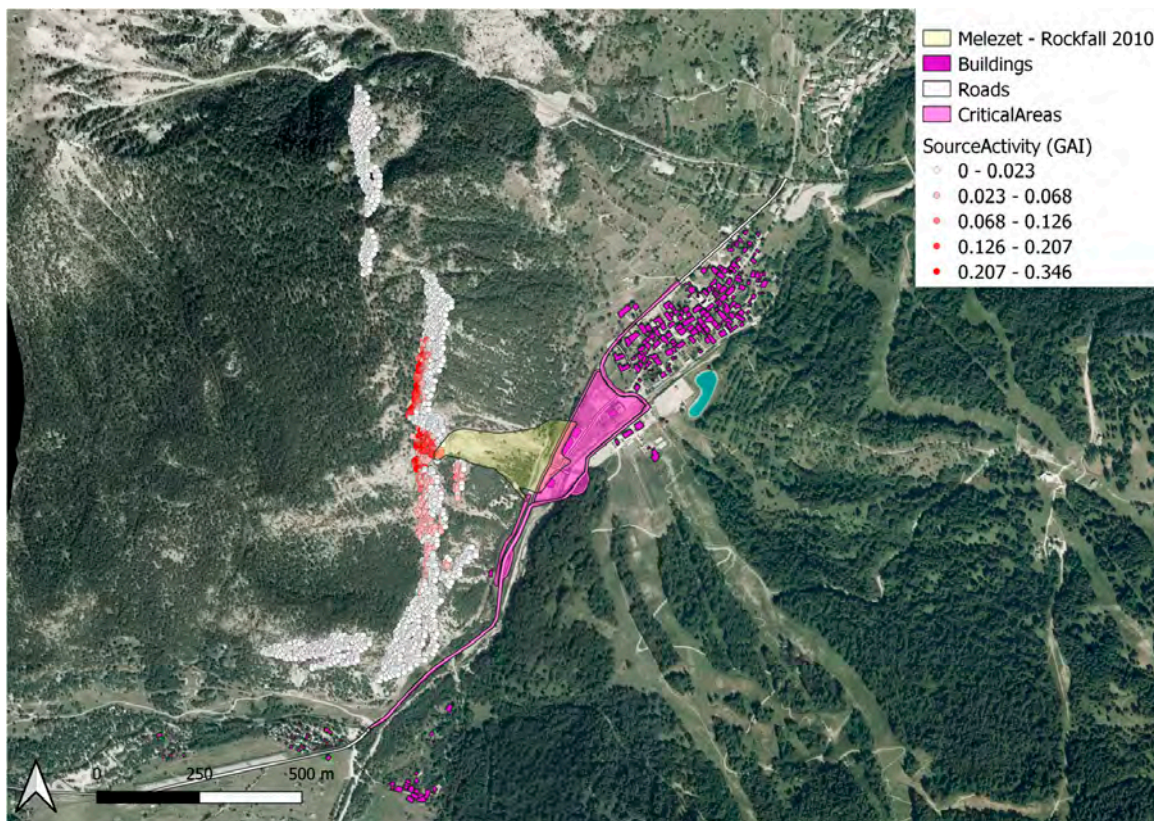 Melezet - Rockfall 2010
Buildings
Roads
CriticalAreas
SourceActivity (GAI)
0 - 0.023
0.023 - 0.068
0.068 - 0.126
0.126 - 0.207
0.207 - 0.346
0 250 500 m